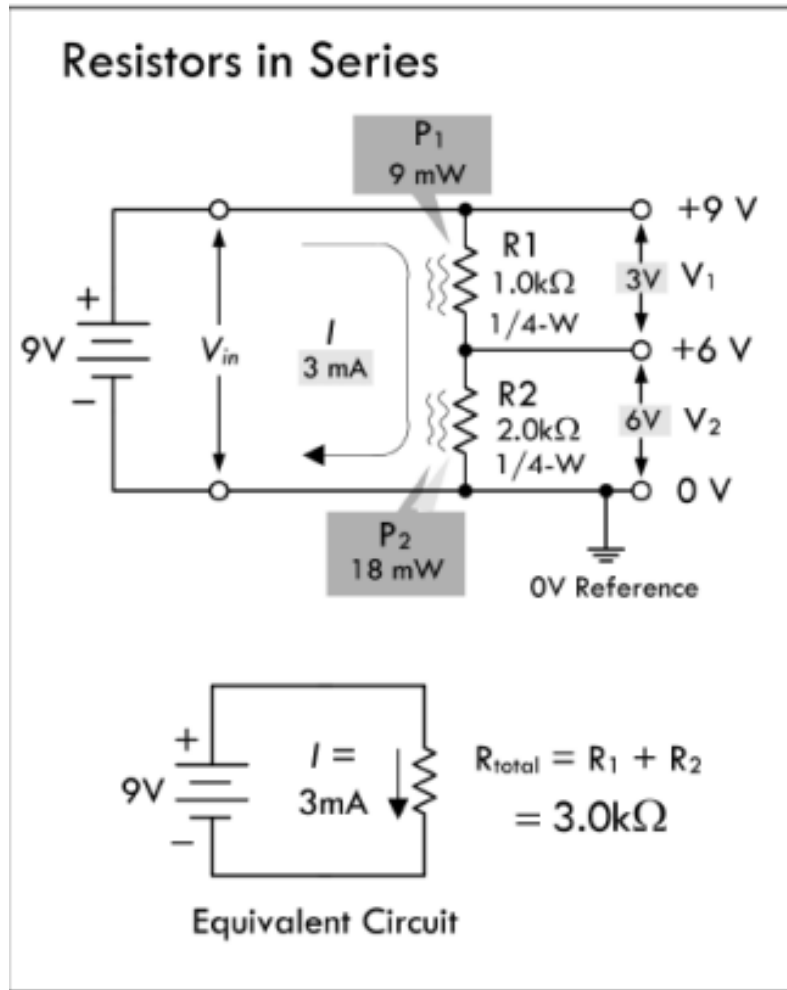 Resistors in Series
P₁
9 mW
+9 V
R1
1.0kΩ
1/4-W
3V V₁
+
9V
−
Vin
I
3 mA
+6 V
R2
2.0kΩ
1/4-W
6V V₂
0 V
P₂
18 mW
0V Reference
+
9V
−
I =
3mA
Rtotal = R₁ + R₂
= 3.0kΩ
Equivalent Circuit